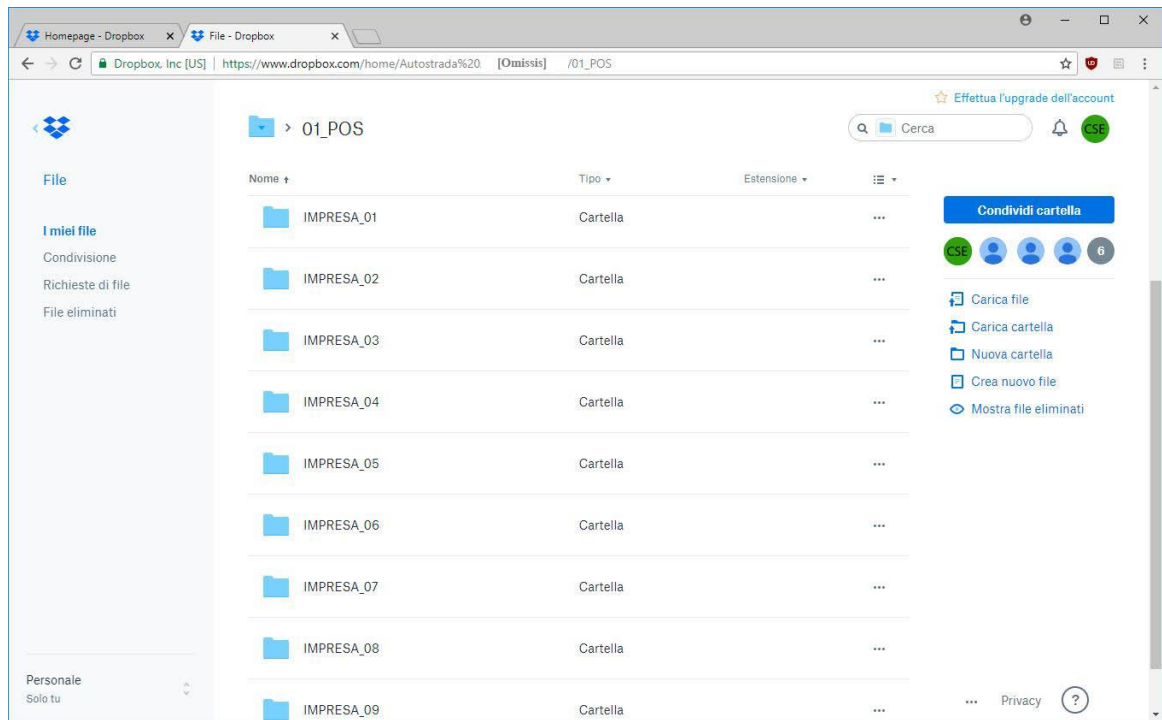 Homepage - Dropbox
File - Dropbox
Dropbox, Inc [US] | https://www.dropbox.com/home/Autostrada%20 [Omissis] /01_POS
Effettua l'upgrade dell'account
01_POS
Cerca
CSE
File
Nome Tipo Estensione
I miei file
Condivisione
Richieste di file
File eliminati
IMPRESA_01 Cartella ...
IMPRESA_02 Cartella ...
IMPRESA_03 Cartella ...
IMPRESA_04 Cartella ...
IMPRESA_05 Cartella ...
IMPRESA_06 Cartella ...
IMPRESA_07 Cartella ...
IMPRESA_08 Cartella ...
IMPRESA_09 Cartella
Condividi cartella
CSE 6
Carica file
Carica cartella
Nuova cartella
Crea nuovo file
Mostra file eliminati
Personale
Solo tu
... Privacy ?